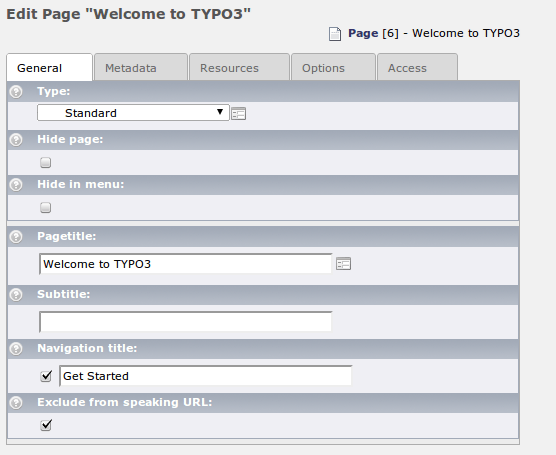 Edit Page "Welcome to TYPO3"
Page [6] - Welcome to TYPO3
General Metadata Resources Options Access
Type:
Standard
Hide page:
Hide in menu:
Pagetitle:
Welcome to TYPO3
Subtitle:
Navigation title:
Get Started
Exclude from speaking URL: